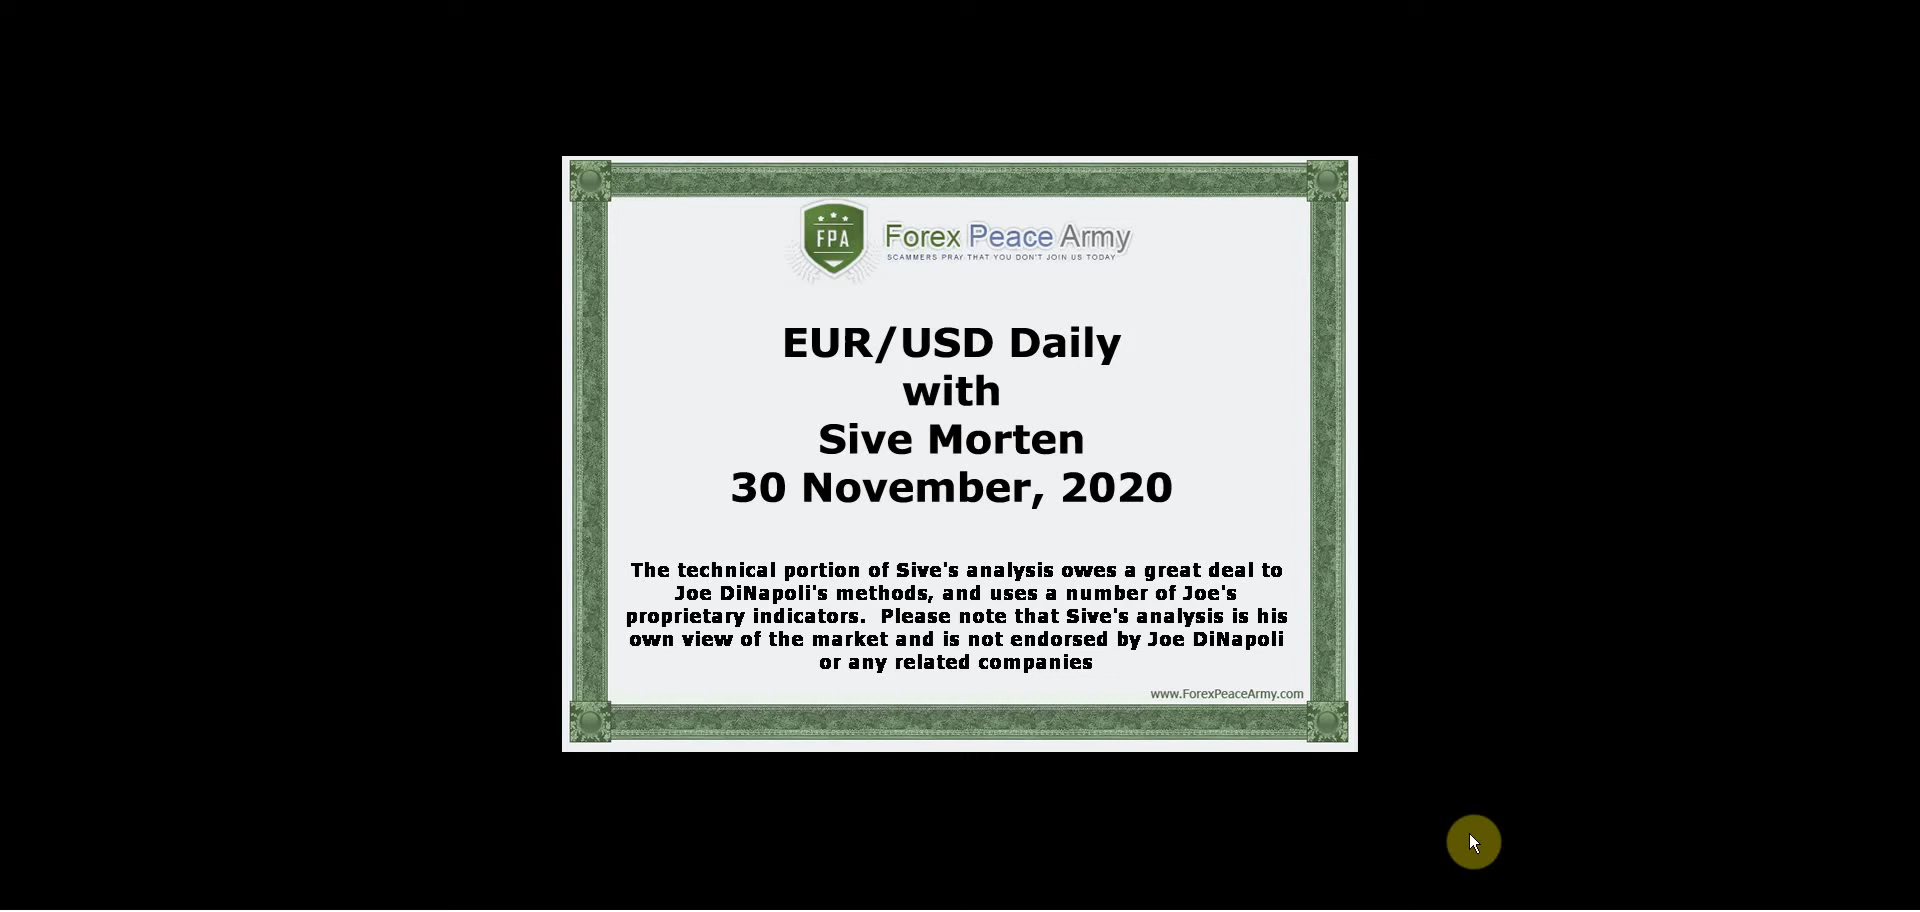 FPA
Forex Peace Army
SCAMMERS PRAY THAT YOU DON'T JOIN US TODAY
EUR/USD Daily
with
Sive Morten
30 November, 2020
The technical portion of Sive's analysis owes a great deal to
Joe DiNapoli's methods, and uses a number of Joe's
proprietary indicators.  Please note that Sive's analysis is his
own view of the market and is not endorsed by Joe DiNapoli
or any related companies
www.ForexPeaceArmy.com